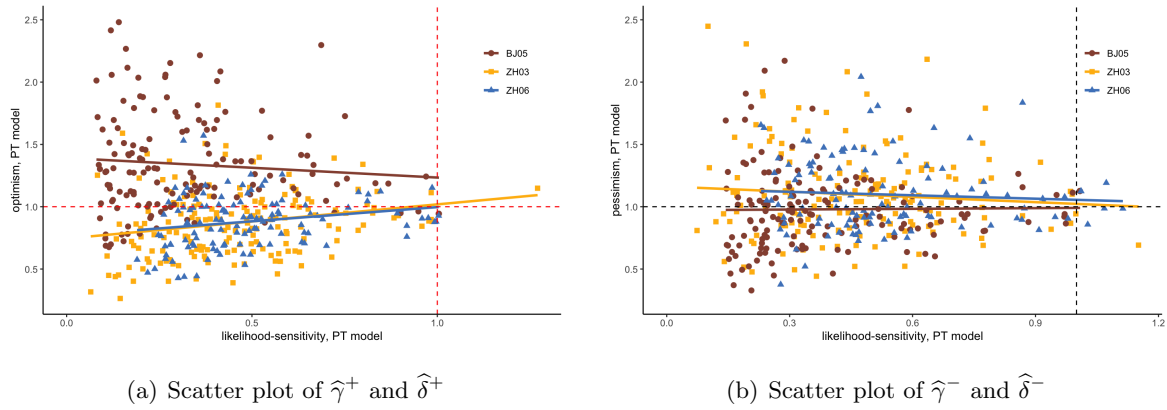 2.5
2.0
1.5
1.0
0.5
optimism, PT model
0.0
0.5
1.0
likelihood-sensitivity, PT model
BJ05
ZH03
ZH06
(a) Scatter plot of γ̂⁺ and δ̂⁺
2.5
2.0
1.5
1.0
0.5
pessimism, PT model
0.0
0.3
0.6
0.9
1.2
likelihood-sensitivity, PT model
BJ05
ZH03
ZH06
(b) Scatter plot of γ̂⁻ and δ̂⁻